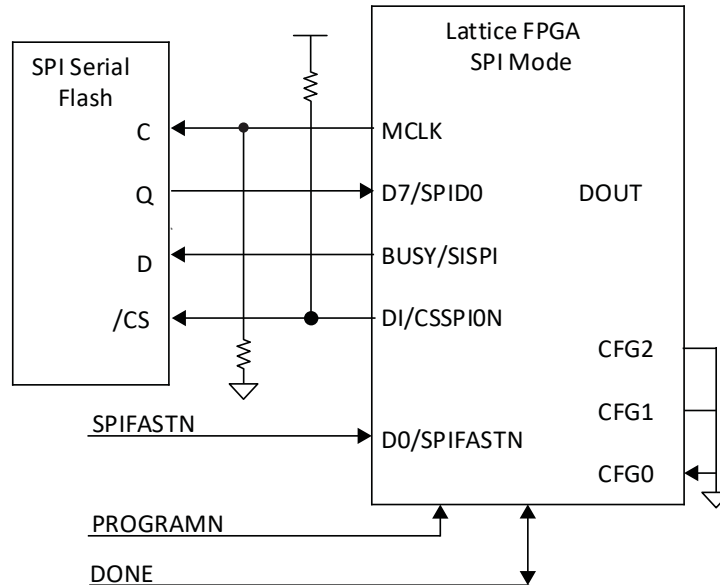 Lattice FPGA
SPI Mode
SPI Serial
Flash
C
MCLK
Q
D7/SPID0
DOUT
D
BUSY/SISPI
/CS
DI/CSSPI0N
CFG2
CFG1
SPIFASTN
D0/SPIFASTN
CFG0
PROGRAMN
DONE